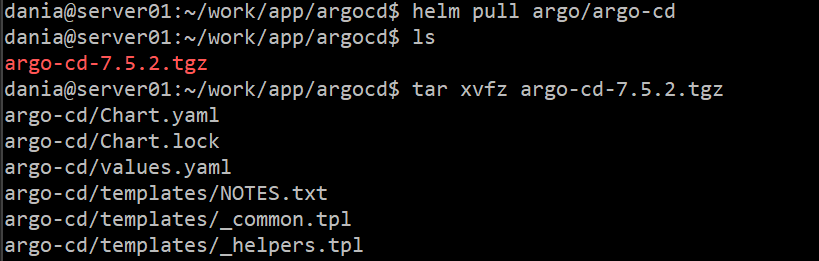 dania@server01:~/work/app/argocd$ helm pull argo/argo-cd
dania@server01:~/work/app/argocd$ ls
argo-cd-7.5.2.tgz
dania@server01:~/work/app/argocd$ tar xvfz argo-cd-7.5.2.tgz
argo-cd/Chart.yaml
argo-cd/Chart.lock
argo-cd/values.yaml
argo-cd/templates/NOTES.txt
argo-cd/templates/_common.tpl
argo-cd/templates/_helpers.tpl